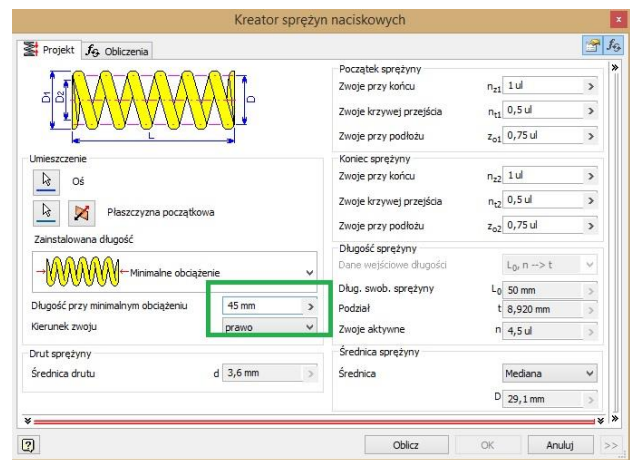 Kreator sprężyn naciskowych
x
Projekt
fG Obliczenia
D1
D2
D
L
Umieszczenie
Oś
Płaszczyzna początkowa
Zainstalowana długość
Minimalne obciążenie
Długość przy minimalnym obciążeniu 45 mm >
Kierunek zwoju prawo
Drut sprężyny
Średnica drutu d 3,6 mm >
Początek sprężyny
Zwoje przy końcu nz1 1 ul >
Zwoje krzywej przejścia nt1 0,5 ul >
Zwoje przy podłożu zo1 0,75 ul >
Koniec sprężyny
Zwoje przy końcu nz2 1 ul >
Zwoje krzywej przejścia nt2 0,5 ul >
Zwoje przy podłożu zo2 0,75 ul >
Długość sprężyny
Dane wejściowe długości L0, n --> t
Dług. swob. sprężyny L0 50 mm >
Podział t 8,920 mm >
Zwoje aktywne n 4,5 ul >
Średnica sprężyny
Średnica Mediana
D 29,1 mm >
?
Oblicz
OK
Anuluj
>>